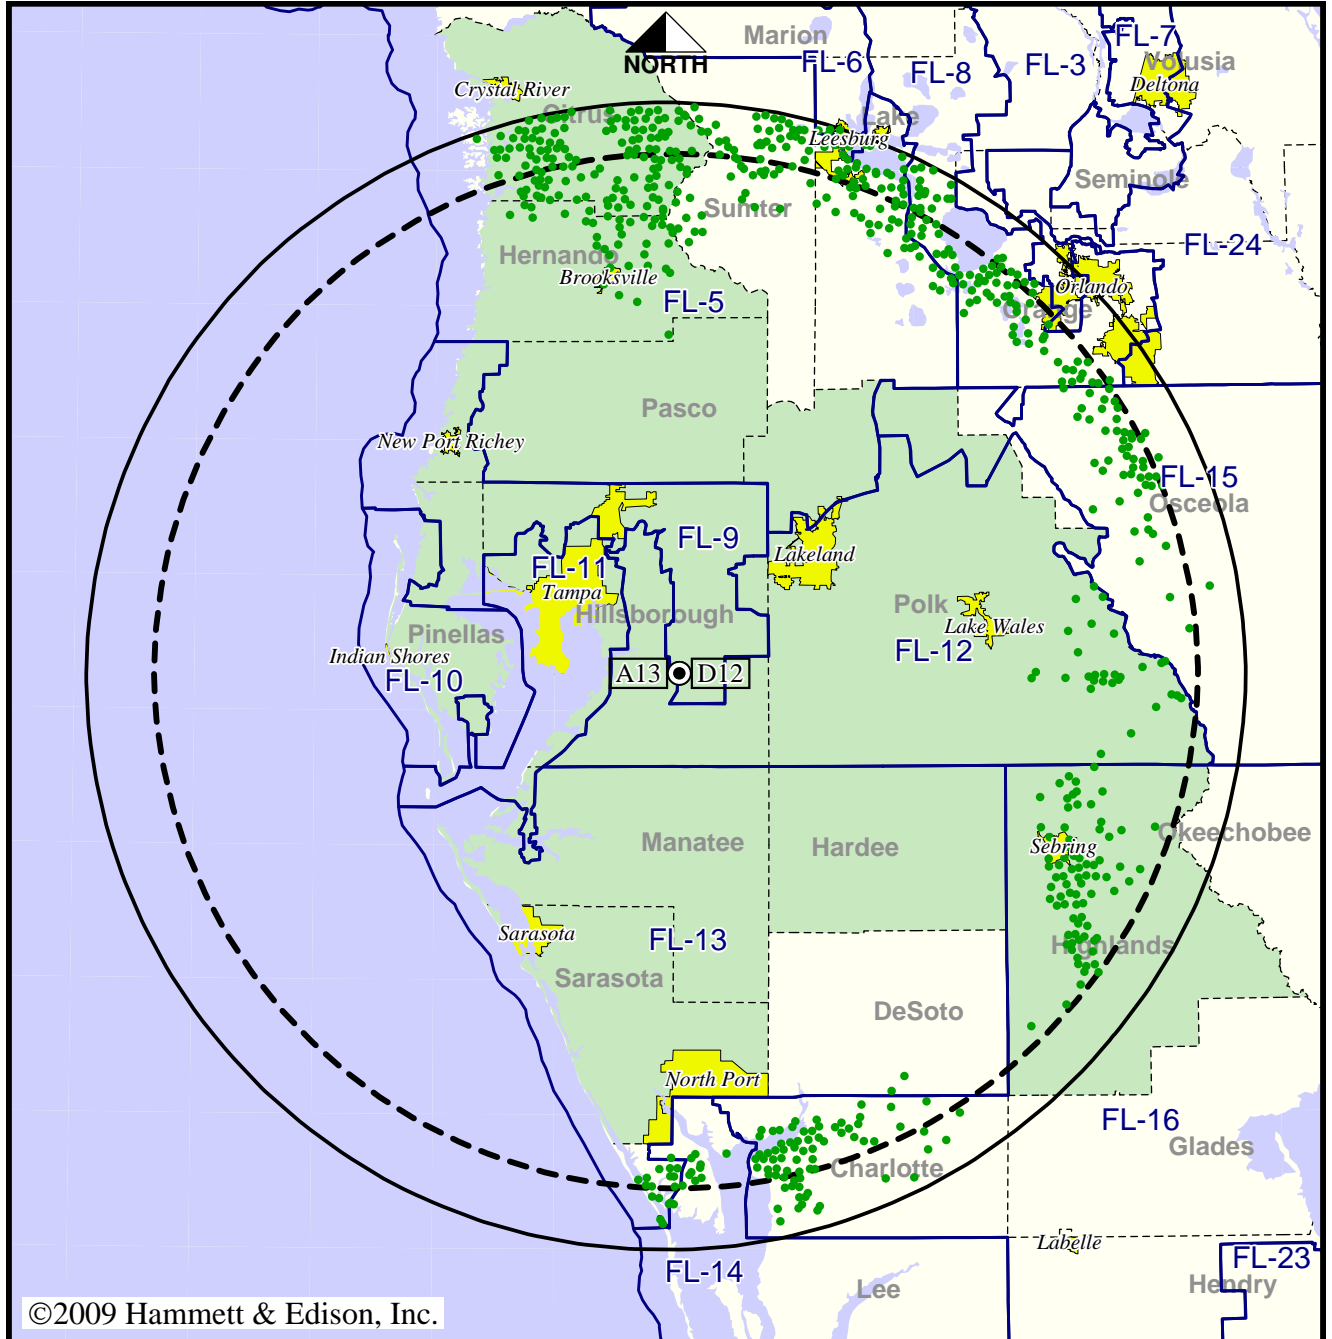 Marion
FL-7
FL-6
FL-3
Volusia
NORTH
FL-8
Deltona
Crystal River
Citrus
Lake
Leesburg
Seminole
Sumter
FL-24
Hernando
Brooksville
Orlando
FL-5
Orange
Pasco
New Port Richey
FL-15
Osceola
FL-9
Lakeland
FL-11
Tampa
Polk
Hillsborough
Lake Wales
Pinellas
Indian Shores
FL-12
FL-10
A13
D12
Okeechobee
Manatee
Hardee
Sebring
Sarasota
FL-13
Highlands
Sarasota
DeSoto
North Port
FL-16
Glades
Charlotte
Labelle
FL-14
FL-23
Lee
Hendry
©2009 Hammett & Edison, Inc.